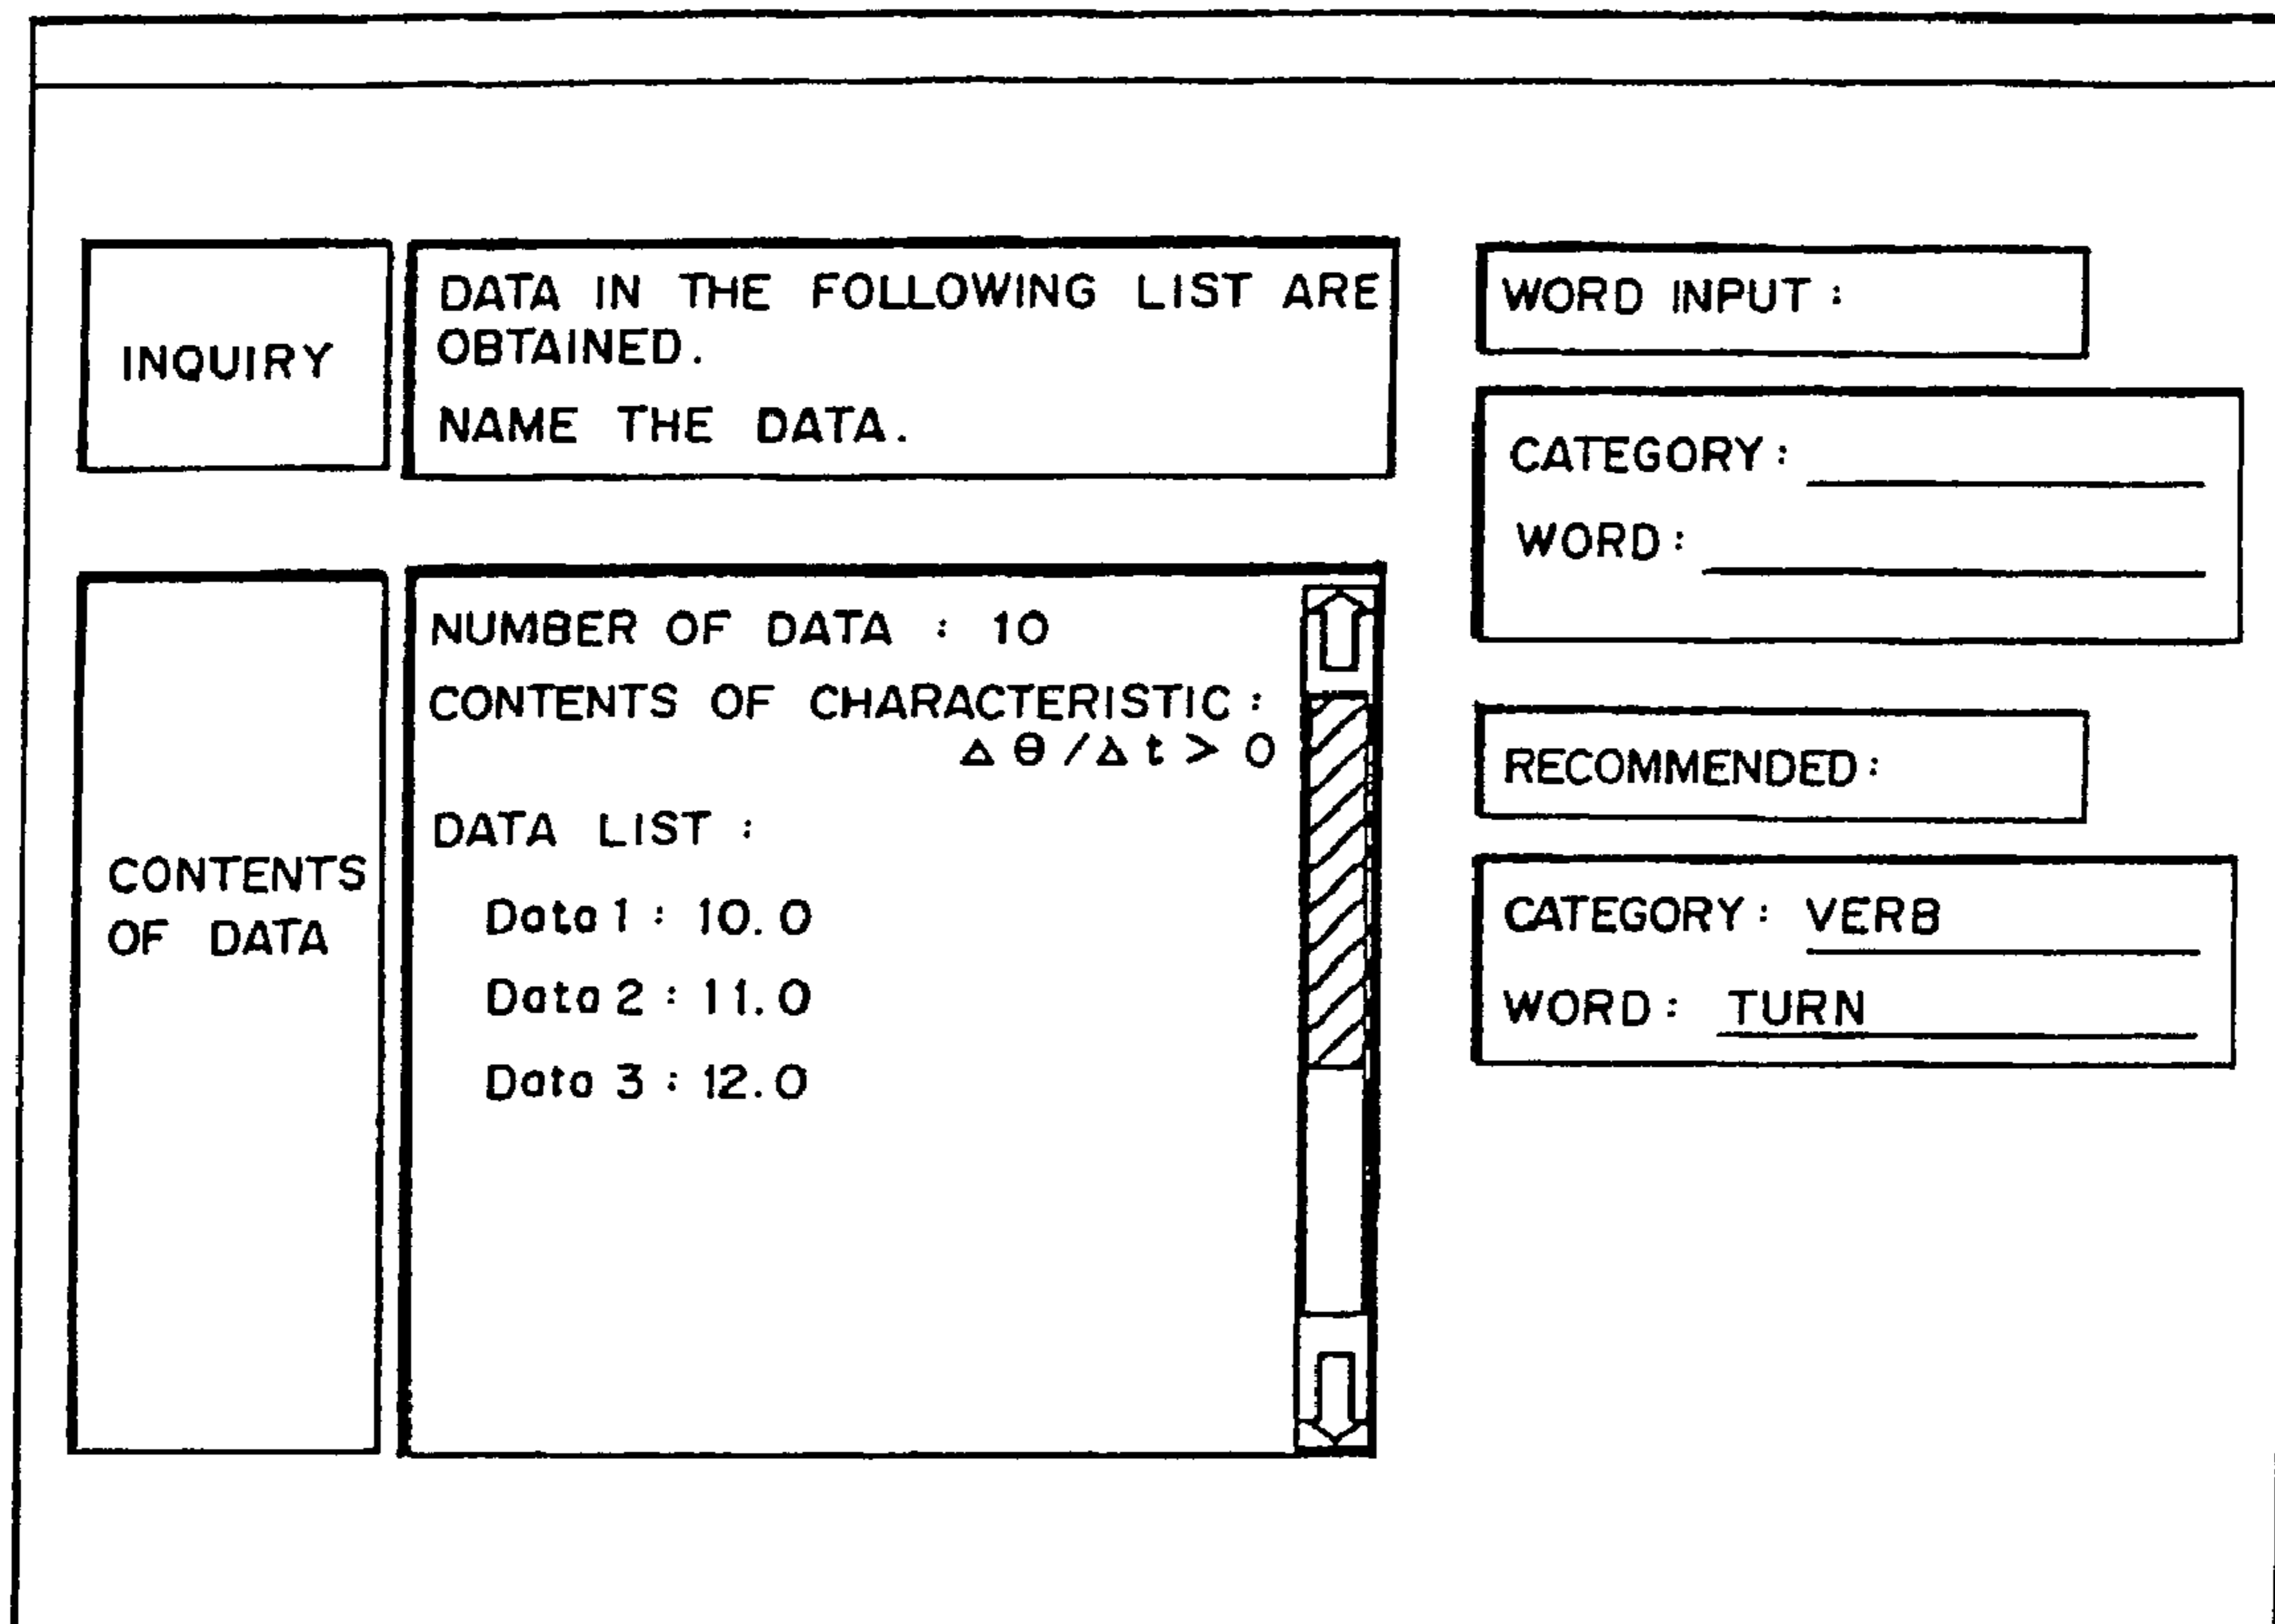 INQUIRY
DATA IN THE FOLLOWING LIST ARE
OBTAINED.
NAME THE DATA.
CONTENTS
OF DATA
NUMBER OF DATA : 10
CONTENTS OF CHARACTERISTIC :
Δθ/Δt > 0
DATA LIST :
Data 1 : 10.0
Data 2 : 11.0
Data 3 : 12.0
WORD INPUT :
CATEGORY :
WORD :
RECOMMENDED :
CATEGORY : VERB
WORD : TURN